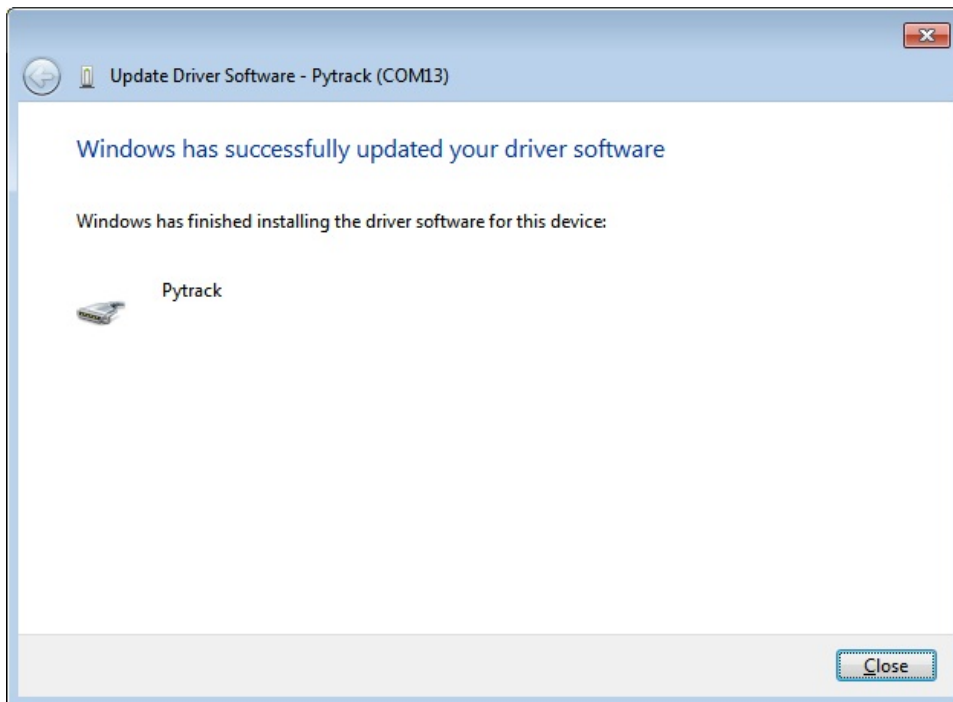 Update Driver Software - Pytrack (COM13)
Windows has successfully updated your driver software
Windows has finished installing the driver software for this device:
Pytrack
Close